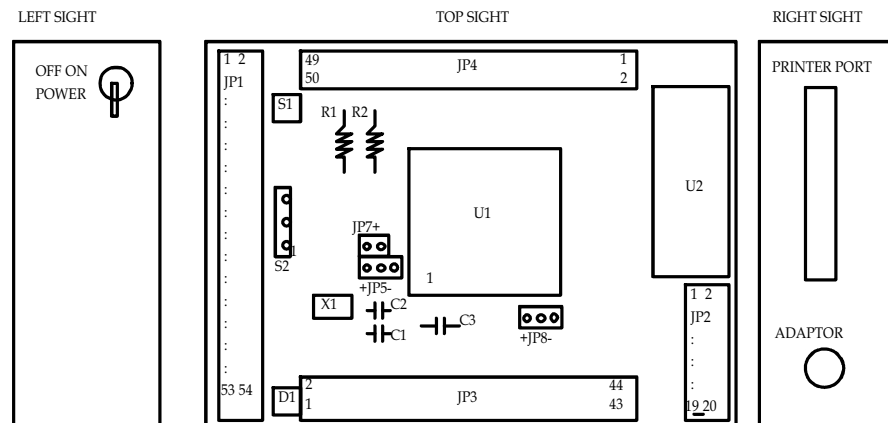 LEFT SIGHT
TOP SIGHT
RIGHT SIGHT
OFF ON
POWER
1 2
JP1
:
:
:
:
:
:
:
:
:
:
:
:
53 54
49
50
JP4
1
2
S1
R1
R2
U1
1
U2
JP7+
+JP5-
1
S2
X1
C2
C1
C3
+JP8-
1 2
JP2
:
:
:
19 20
D1
2
1
JP3
44
43
PRINTER PORT
ADAPTOR